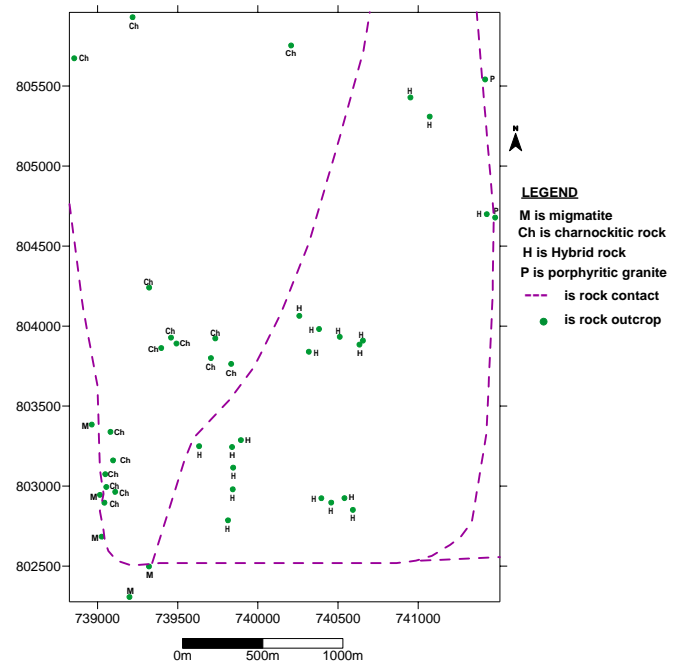 Ch
Ch
Ch
805500
P
H
H
N
805000
LEGEND
H
P
M is migmatite
Ch is charnockitic rock
804500
H is Hybrid rock
P is porphyritic granite
Ch
is rock contact
H
is rock outcrop
804000
Ch
Ch
H
H
H
Ch
Ch
H
H
Ch
Ch
803500
M
Ch
H
H
H
Ch
803000
Ch
H
Ch
M
Ch
Ch
H
H
H
H
H
H
M
802500
M
M
739000
739500
740000
740500
741000
0m
500m
1000m